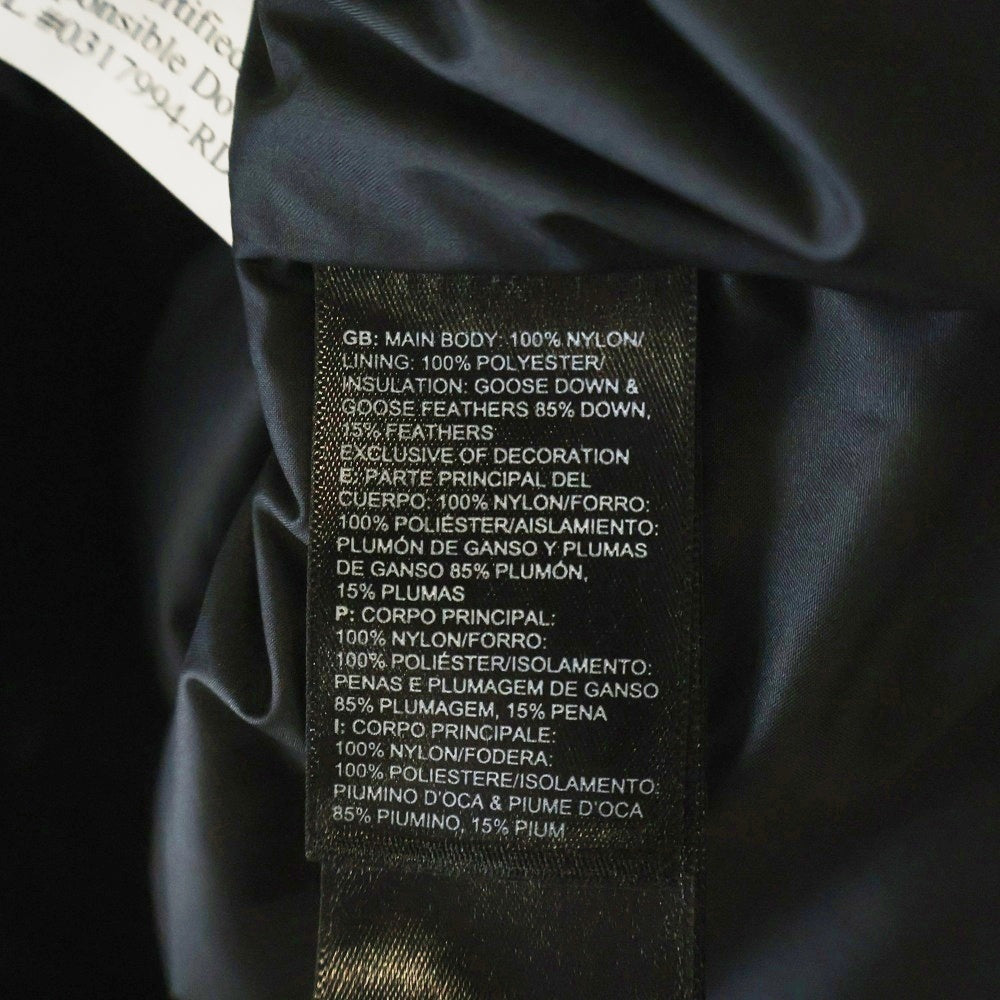 #0317994-RD
GB: MAIN BODY: 100% NYLON/
LINING: 100% POLYESTER/
INSULATION: GOOSE DOWN &
GOOSE FEATHERS 85% DOWN,
15% FEATHERS
EXCLUSIVE OF DECORATION
E: PARTE PRINCIPAL DEL
CUERPO: 100% NYLON/FORRO:
100% POLIÉSTER/AISLAMIENTO:
PLUMÓN DE GANSO Y PLUMAS
DE GANSO 85% PLUMÓN,
15% PLUMAS
P: CORPO PRINCIPAL:
100% NYLON/FORRO:
100% POLIÉSTER/ISOLAMENTO:
PENAS E PLUMAGEM DE GANSO
85% PLUMAGEM, 15% PENA
I: CORPO PRINCIPALE:
100% NYLON/FODERA:
100% POLIESTERE/ISOLAMENTO:
PIUMINO D'OCA & PIUME D'OCA
85% PIUMINO, 15% PIUM